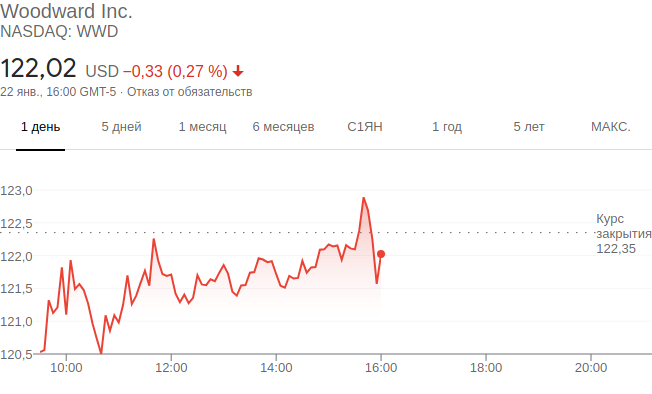 Woodward Inc.
NASDAQ: WWD
122,02 USD −0,33 (0,27 %)
22 янв., 16:00 GMT-5 · Отказ от обязательств
1 день 5 дней 1 месяц 6 месяцев С1ЯН 1 год 5 лет МАКС.
123,0
122,5
122,0
121,5
121,0
120,5
Курс
закрытия
122,35
10:00 12:00 14:00 16:00 18:00 20:00